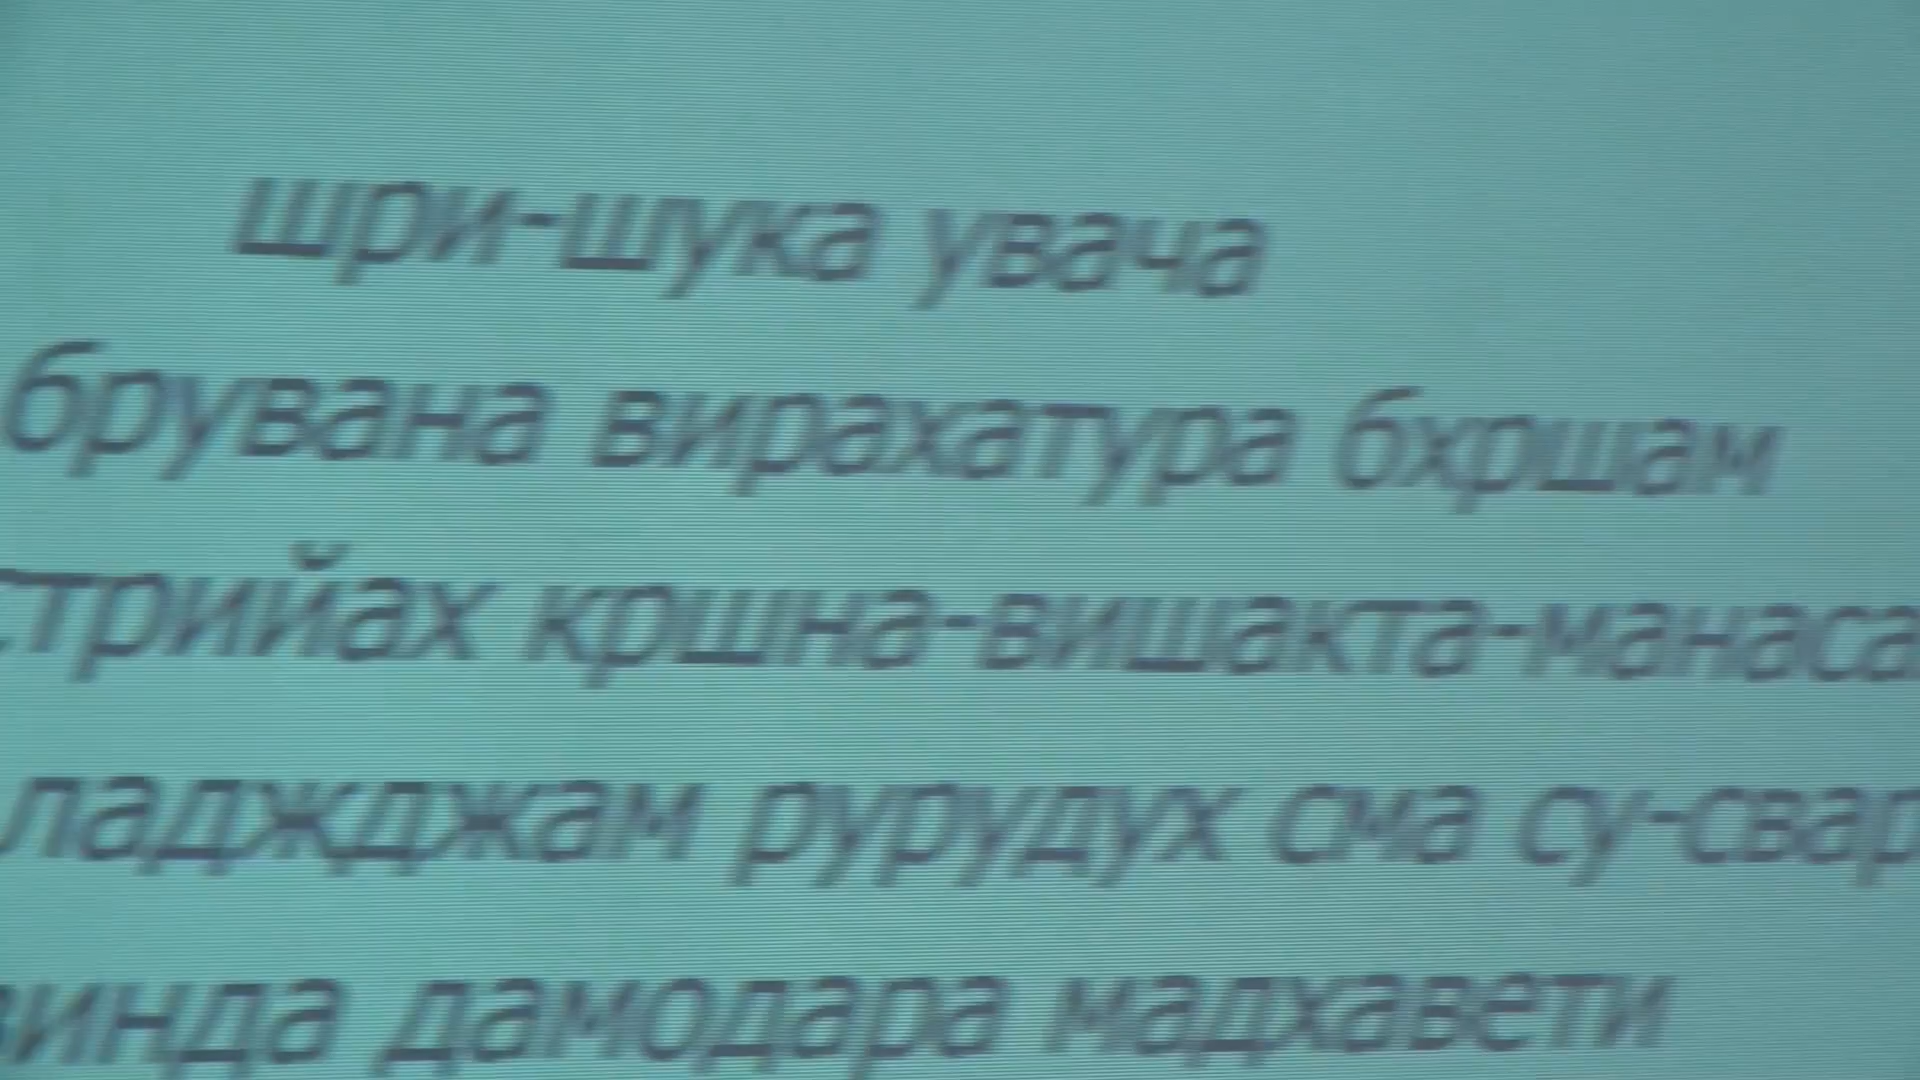 шри-шука увача
брувана вирахатура бхршам
стрийах кршна-вишакта-манаса
ладжджам рурудух сма су-свар
винда дамодара мадхавети